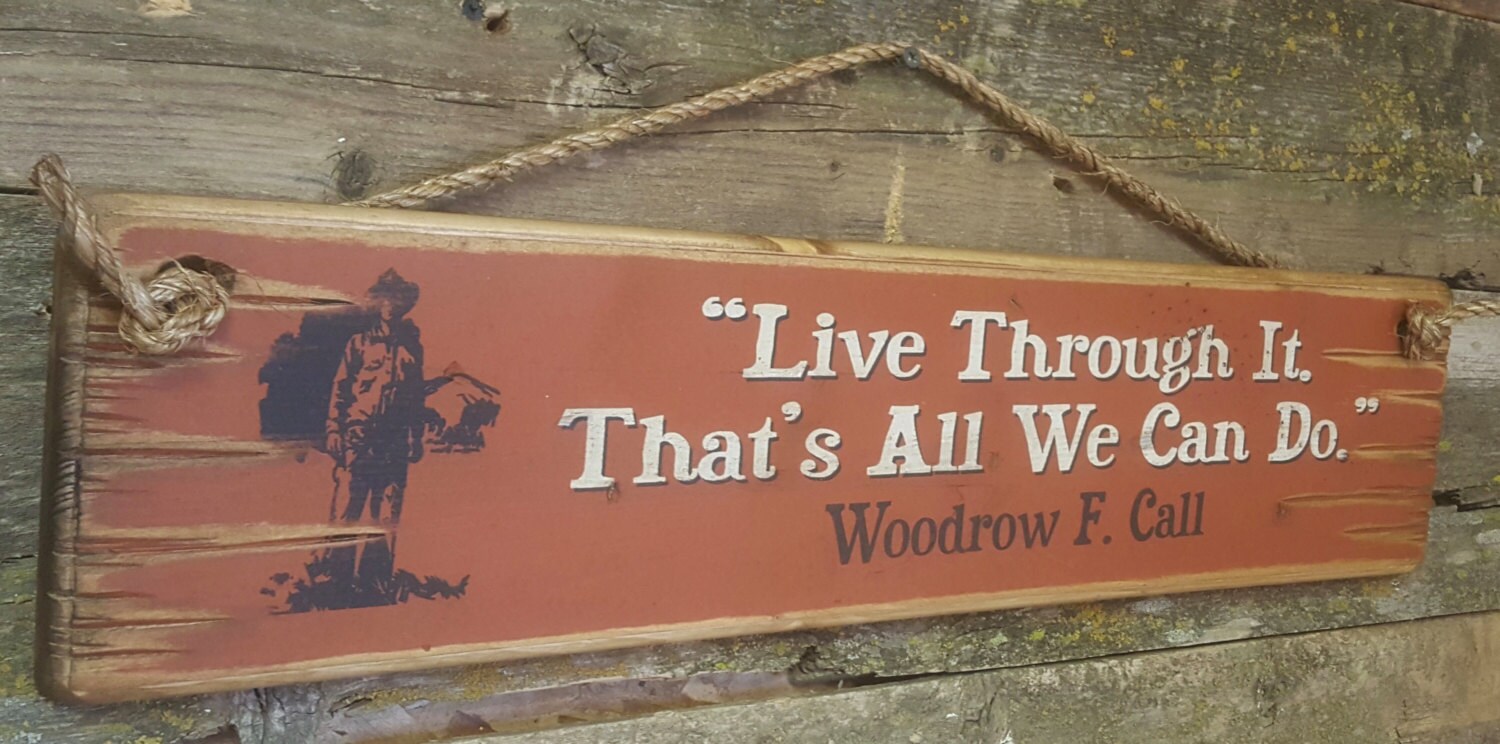 “Live Through It.
That’s All We Can Do.”
Woodrow F. Call